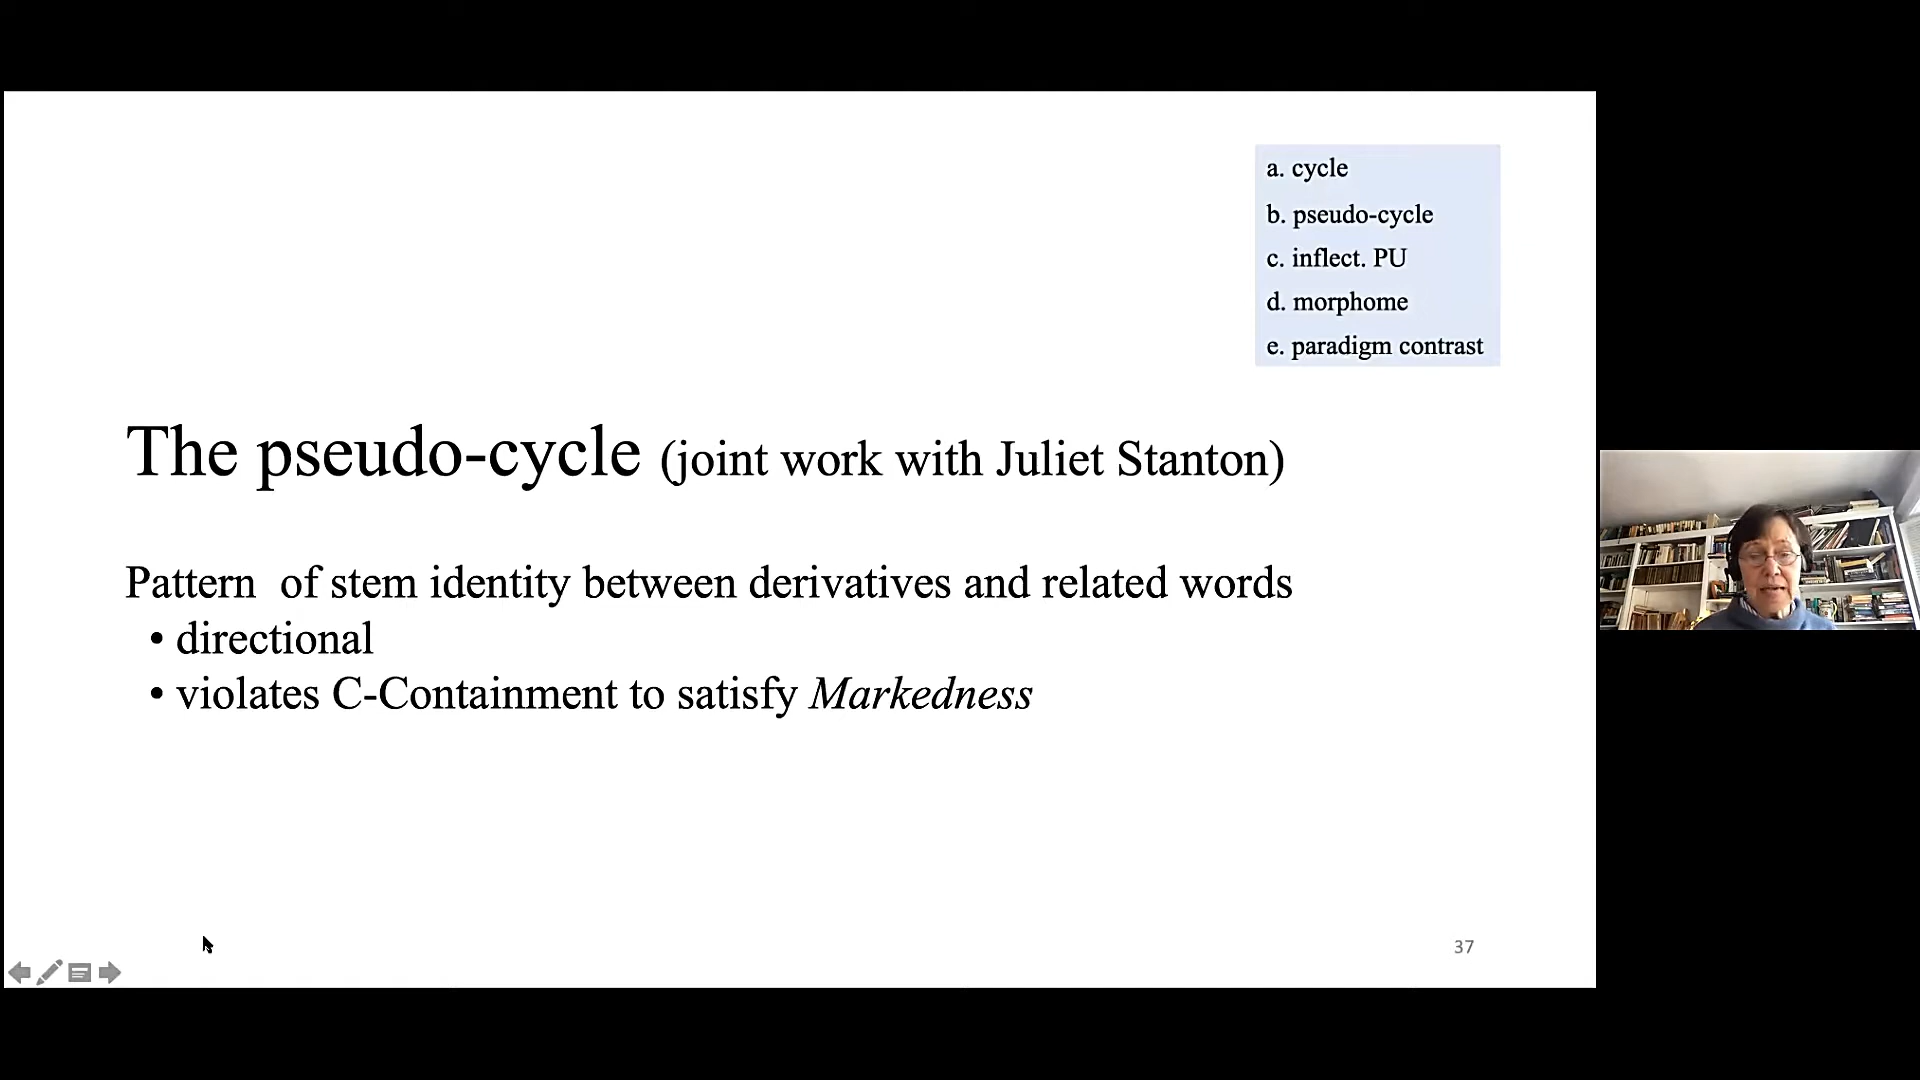 a. cycle
b. pseudo-cycle
c. inflect. PU
d. morphome
e. paradigm contrast
The pseudo-cycle (joint work with Juliet Stanton)
Pattern  of stem identity between derivatives and related words
• directional
• violates C-Containment to satisfy Markedness
37